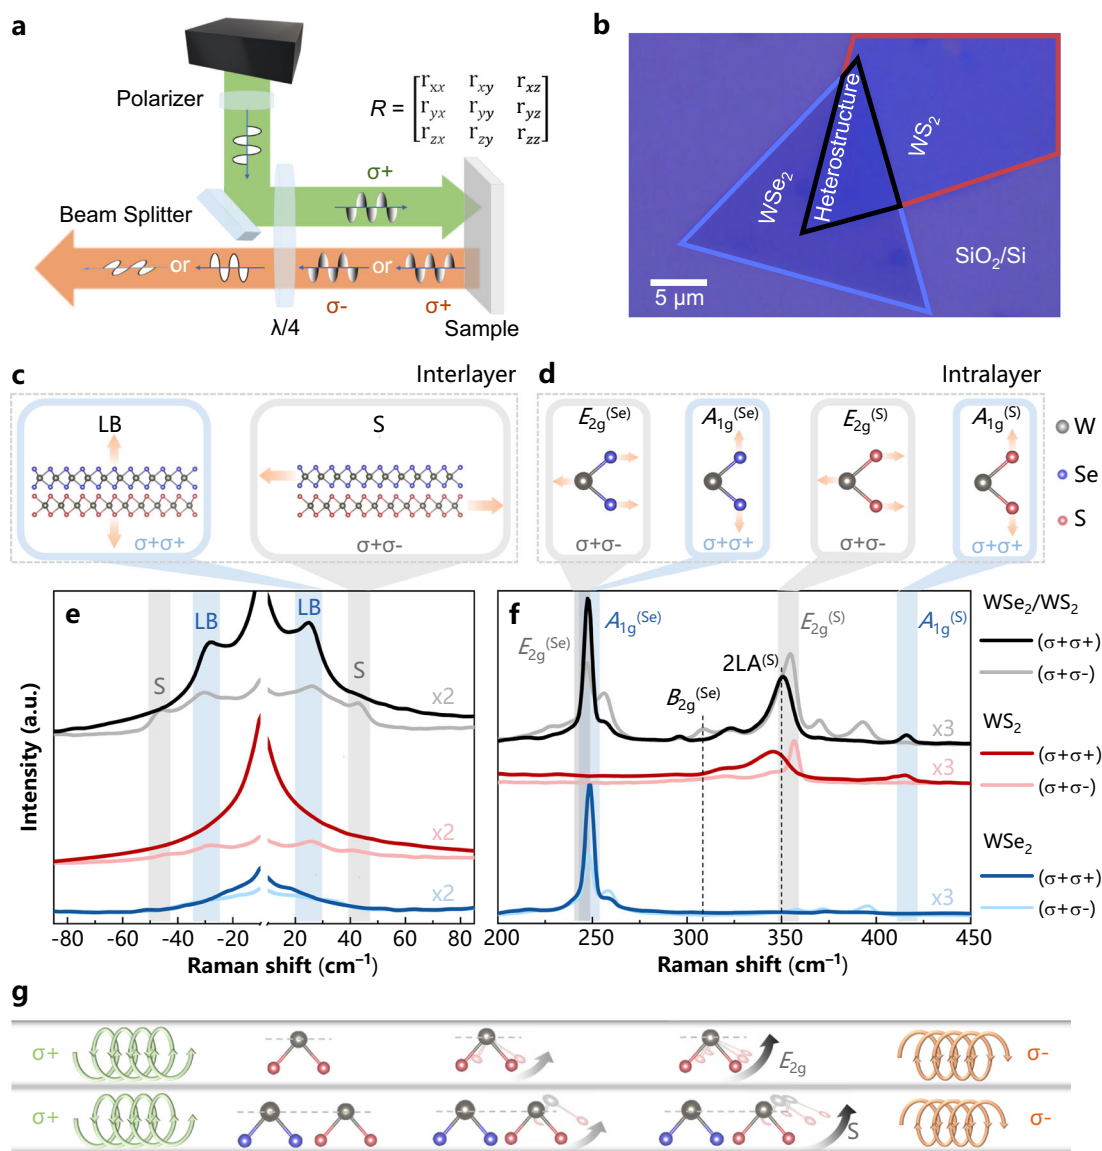 a
Polarizer
R = [r_xx r_xy r_xz
r_yx r_yy r_yz
r_zx r_zy r_zz]
σ+
Beam Splitter
or
or
σ-
σ+
λ/4
Sample
b
WSe₂
Heterostructure
WS₂
SiO₂/Si
5 µm
c
Interlayer
LB
S
σ+σ+
σ+σ-
d
Intralayer
E₂g⁽ˢᵉ⁾
A₁g⁽ˢᵉ⁾
E₂g⁽ˢ⁾
A₁g⁽ˢ⁾
σ+σ-
σ+σ+
σ+σ-
σ+σ+
W
Se
S
e
LB
LB
S
S
x2
x2
x2
Intensity (a.u.)
-80 -60 -40 -20 20 40 60 80
Raman shift (cm⁻¹)
f
E₂g⁽ˢᵉ⁾
A₁g⁽ˢᵉ⁾
B₂g⁽ˢᵉ⁾
2LA⁽ˢ⁾
E₂g⁽ˢ⁾
A₁g⁽ˢ⁾
x3
x3
x3
200 250 300 350 400 450
Raman shift (cm⁻¹)
WSe₂/WS₂
(σ+σ+)
(σ+σ-)
WS₂
(σ+σ+)
(σ+σ-)
WSe₂
(σ+σ+)
(σ+σ-)
g
σ+
E₂g
σ-
σ+
S
σ-